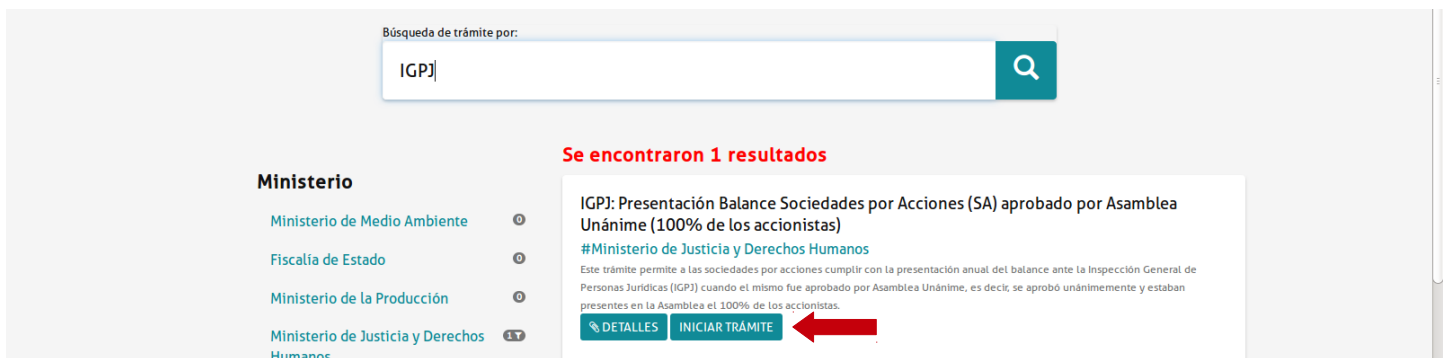 Búsqueda de trámite por:
IGPJ
Se encontraron 1 resultados
Ministerio
Ministerio de Medio Ambiente 0
Fiscalía de Estado 0
Ministerio de la Producción 0
Ministerio de Justicia y Derechos 1
Humanos
IGPJ: Presentación Balance Sociedades por Acciones (SA) aprobado por Asamblea
Unánime (100% de los accionistas)
#Ministerio de Justicia y Derechos Humanos
Este trámite permite a las sociedades por acciones cumplir con la presentación anual del balance ante la Inspección General de
Personas Jurídicas (IGPJ) cuando el mismo fue aprobado por Asamblea Unánime, es decir, se aprobó unánimemente y estaban
presentes en la Asamblea el 100% de los accionistas.
DETALLES INICIAR TRÁMITE